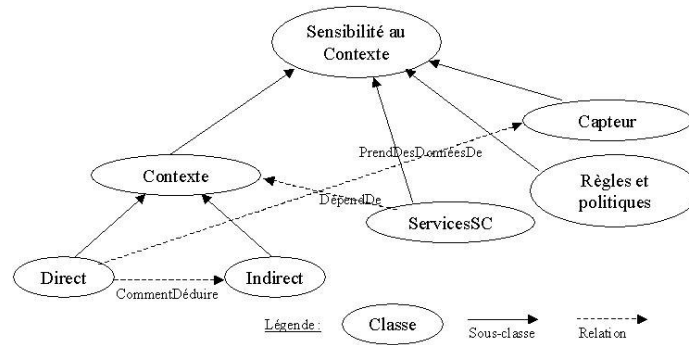 Sensibilité au
Contexte
Capteur
PrendDesDonnéesDe
Contexte
Règles et
politiques
DépendDe
ServicesSC
Direct
Indirect
CommentDéduire
Légende :
Classe
Sous-classe
Relation